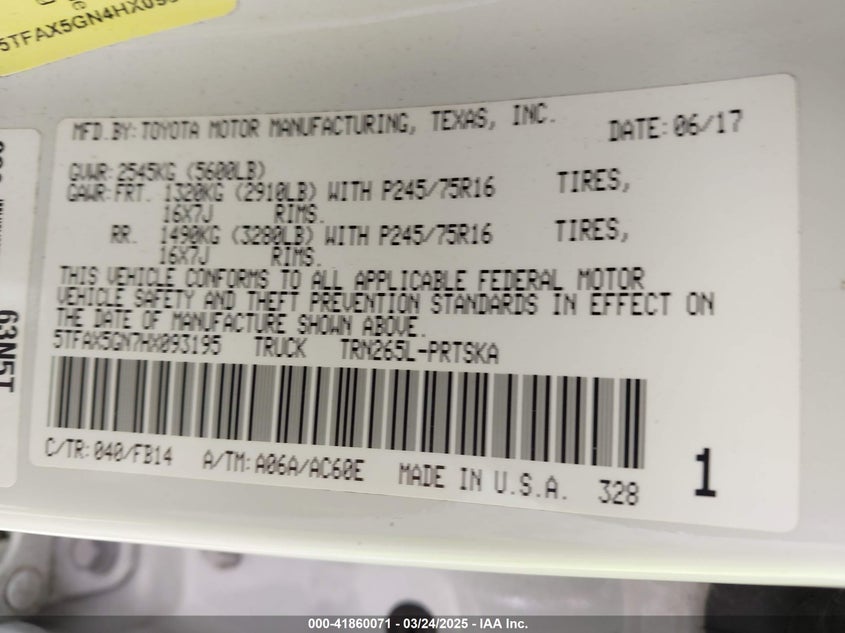 5TFAX5GN4HX09
MFD.BY:TOYOTA MOTOR MANUFACTURING, TEXAS, INC. DATE:06/17
GVWR:2545KG (5600LB)
GAWR:FRT. 1320KG (2910LB) WITH P245/75R16 TIRES,
16X7J RIMS.
RR. 1490KG (3280LB) WITH P245/75R16 TIRES,
16X7J RIMS.
THIS VEHICLE CONFORMS TO ALL APPLICABLE FEDERAL MOTOR
VEHICLE SAFETY AND THEFT PREVENTION STANDARDS IN EFFECT ON
THE DATE OF MANUFACTURE SHOWN ABOVE.
5TFAX5GN7HX093195 TRUCK TRN265L-PRTSKA
C/TR:040/FB14 A/TM:A06A/AC60E MADE IN U.S.A. 328 1
63N5T
000-41860071 - 03/24/2025 - IAA Inc.